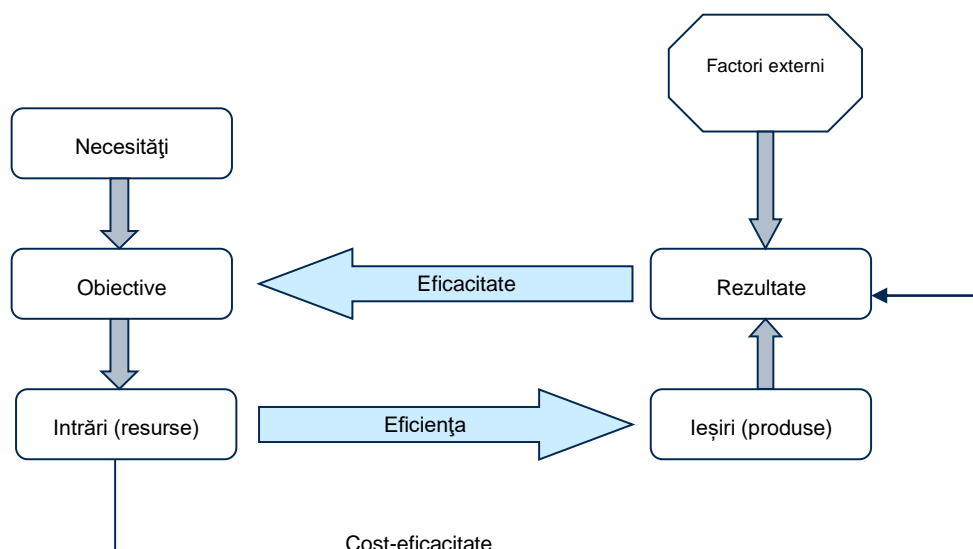 Factori externi
Necesităţi
Obiective
Eficacitate
Rezultate
Intrări (resurse)
Eficienţa
Ieșiri (produse)
Cost-eficacitate